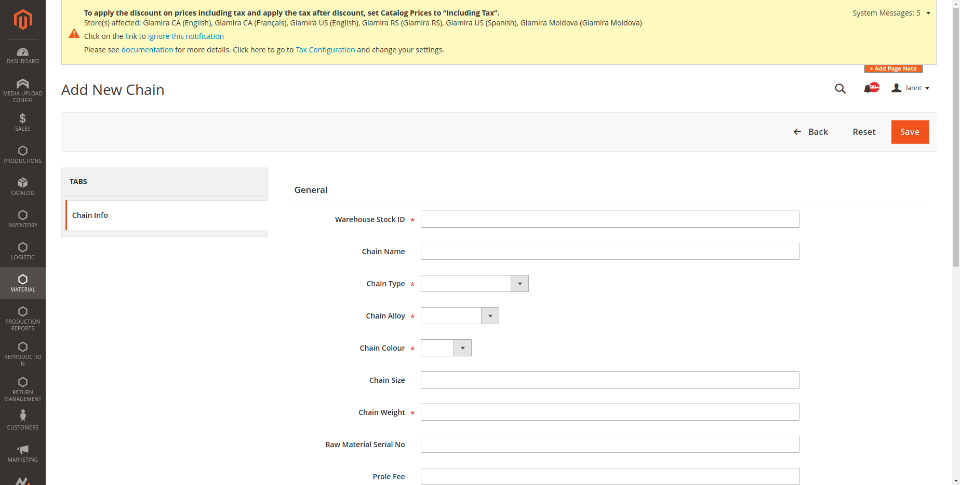 To apply the discount on prices including tax and apply the tax after discount, set Catalog Prices to "Including Tax".
Store(s) affected: Glamira CA (English), Glamira CA (Français), Glamira US (English), Glamira RS (Glamira RS), Glamira US (Spanish), Glamira Moldova (Glamira Moldova)
Click on the link to ignore this notification
Please see documentation for more details. Click here to go to Tax Configuration and change your settings.
System Messages: 5
+ Add Page Note
Add New Chain
99+
lannt
Back
Reset
Save
DASHBOARD
MEDIA UPLOAD
CONFIG
SALES
PRODUCTIONS
CATALOG
INVENTORY
LOGISTIC
MATERIAL
PRODUCTION
REPORTS
REPRODUCTIO
N
RETURN
MANAGEMENT
CUSTOMERS
MARKETING
TABS
Chain Info
General
Warehouse Stock ID *
Chain Name
Chain Type *
Chain Alloy *
Chain Colour *
Chain Size
Chain Weight *
Raw Material Serial No
Prole Fee